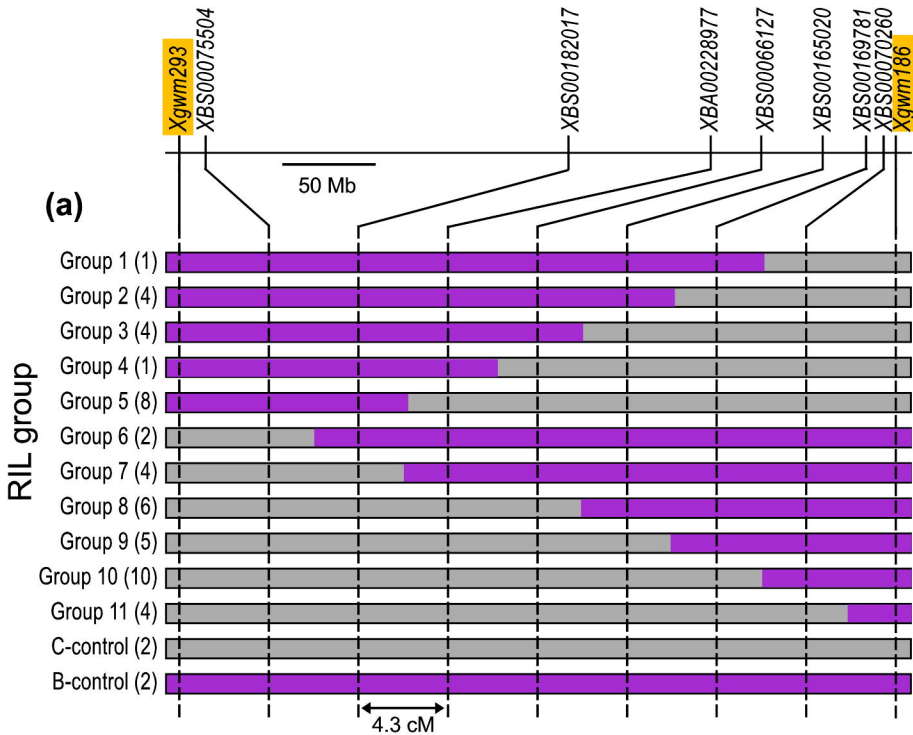 Xgwm293
XBS00075504
XBS00182017
XBA00228977
XBS00066127
XBS00165020
XBS00169781
XBS00070260
Xgwm186
50 Mb
(a)
RIL group
Group 1 (1)
Group 2 (4)
Group 3 (4)
Group 4 (1)
Group 5 (8)
Group 6 (2)
Group 7 (4)
Group 8 (6)
Group 9 (5)
Group 10 (10)
Group 11 (4)
C-control (2)
B-control (2)
4.3 cM